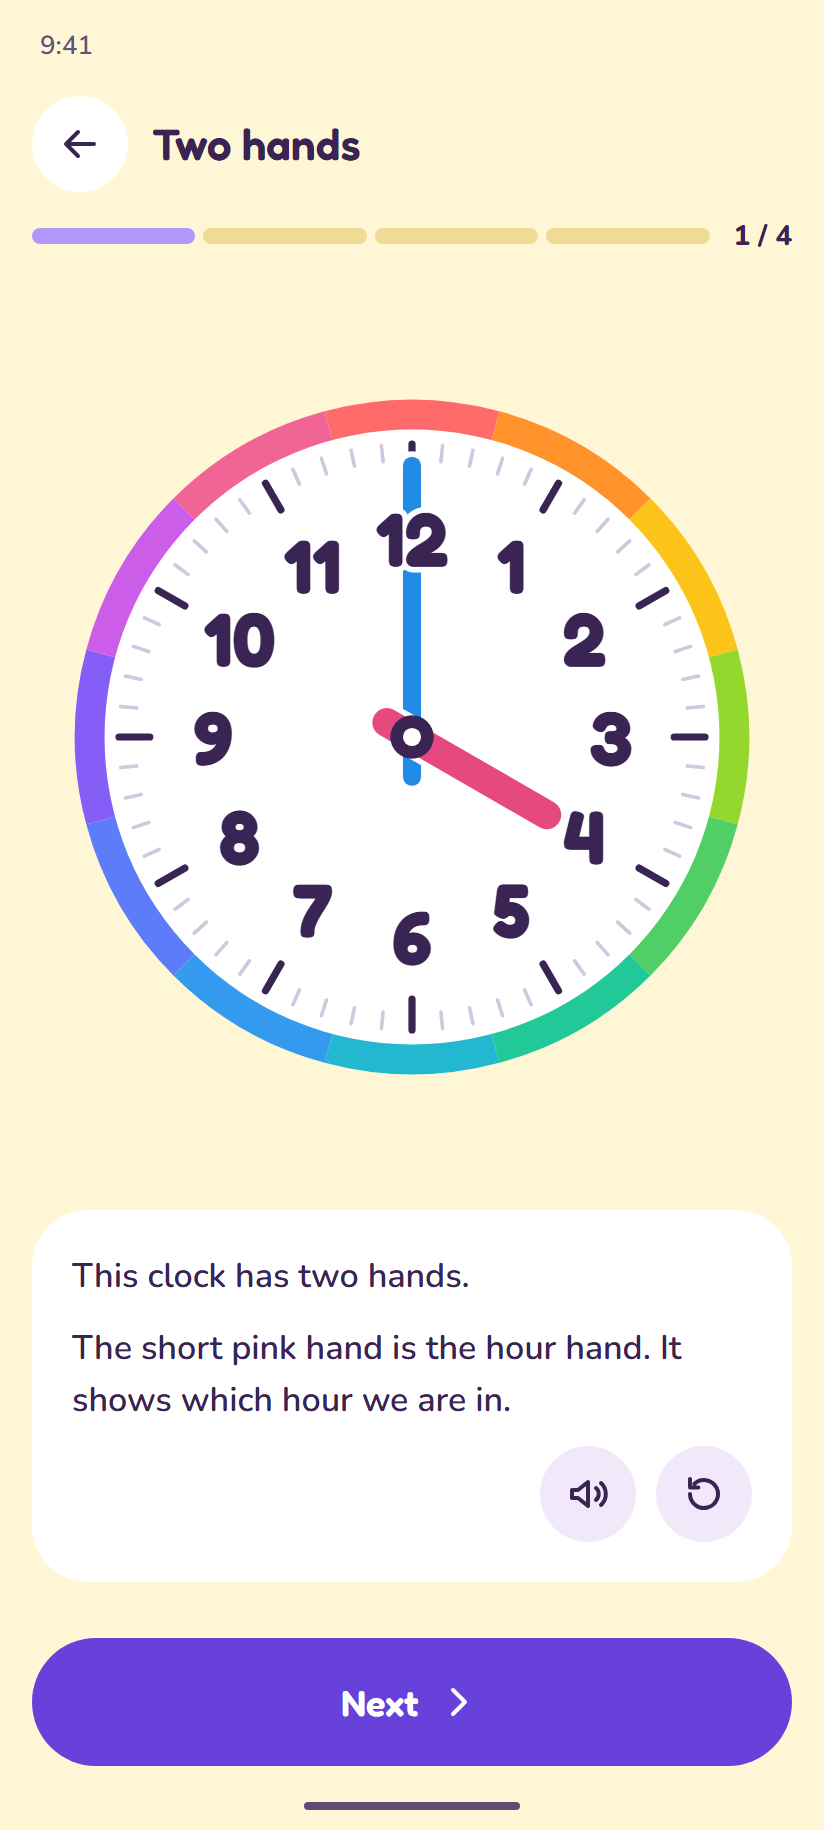 9:41
Two hands
1 / 4
12
1
2
3
4
5
6
7
8
9
10
11
This clock has two hands.
The short pink hand is the hour hand. It
shows which hour we are in.
Next